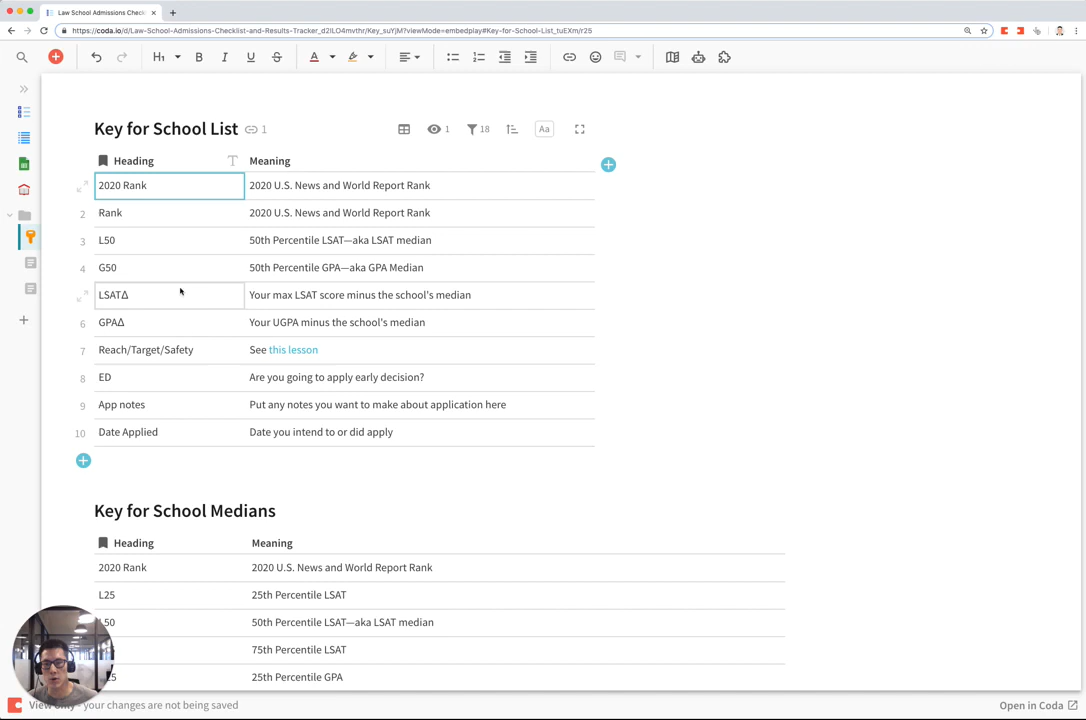 Law School Admissions Check
https://coda.io/d/Law-School-Admissions-Checklist-and-Results-Tracker_d2lLO4mvthr/Key_suYjM?viewMode=embedplay#Key-for-School-List_tuEXm/r25
H1 B I U S A
Key for School List 1 1 18 Aa
Heading Meaning
2020 Rank 2020 U.S. News and World Report Rank
2 Rank 2020 U.S. News and World Report Rank
3 L50 50th Percentile LSAT—aka LSAT median
4 G50 50th Percentile GPA—aka GPA Median
LSATΔ Your max LSAT score minus the school's median
6 GPAΔ Your UGPA minus the school's median
7 Reach/Target/Safety See this lesson
8 ED Are you going to apply early decision?
9 App notes Put any notes you want to make about application here
10 Date Applied Date you intend to or did apply
Key for School Medians
Heading Meaning
2020 Rank 2020 U.S. News and World Report Rank
L25 25th Percentile LSAT
50 50th Percentile LSAT—aka LSAT median
75th Percentile LSAT
5 25th Percentile GPA
View only - your changes are not being saved Open in Coda